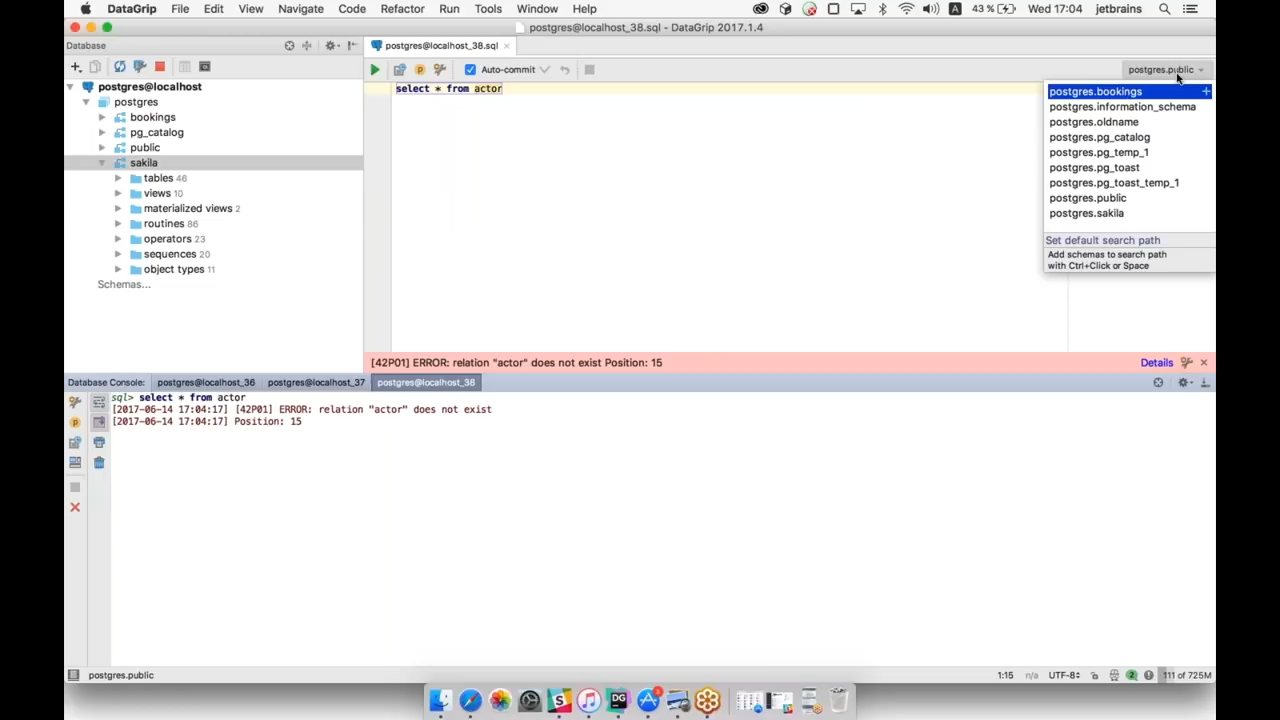 DataGrip File Edit View Navigate Code Refactor Run Tools Window Help 43 % A Wed 17:04 jetbrains
postgres@localhost_38.sql - DataGrip 2017.1.4
Database
postgres@localhost_38.sql
Auto-commit
postgres.public
postgres@localhost
postgres
bookings
pg_catalog
public
sakila
tables 46
views 10
materialized views 2
routines 86
operators 23
sequences 20
object types 11
Schemas...
select * from actor
postgres.bookings
postgres.information_schema
postgres.oldname
postgres.pg_catalog
postgres.pg_temp_1
postgres.pg_toast
postgres.pg_toast_temp_1
postgres.public
postgres.sakila
Set default search path
Add schemas to search path
with Ctrl+Click or Space
[42P01] ERROR: relation "actor" does not exist Position: 15
Details
Database Console: postgres@localhost_36 postgres@localhost_37 postgres@localhost_38
sql> select * from actor
[2017-06-14 17:04:17] [42P01] ERROR: relation "actor" does not exist
[2017-06-14 17:04:17] Position: 15
postgres.public
1:15 n/a UTF-8 2 111 of 725M
DG